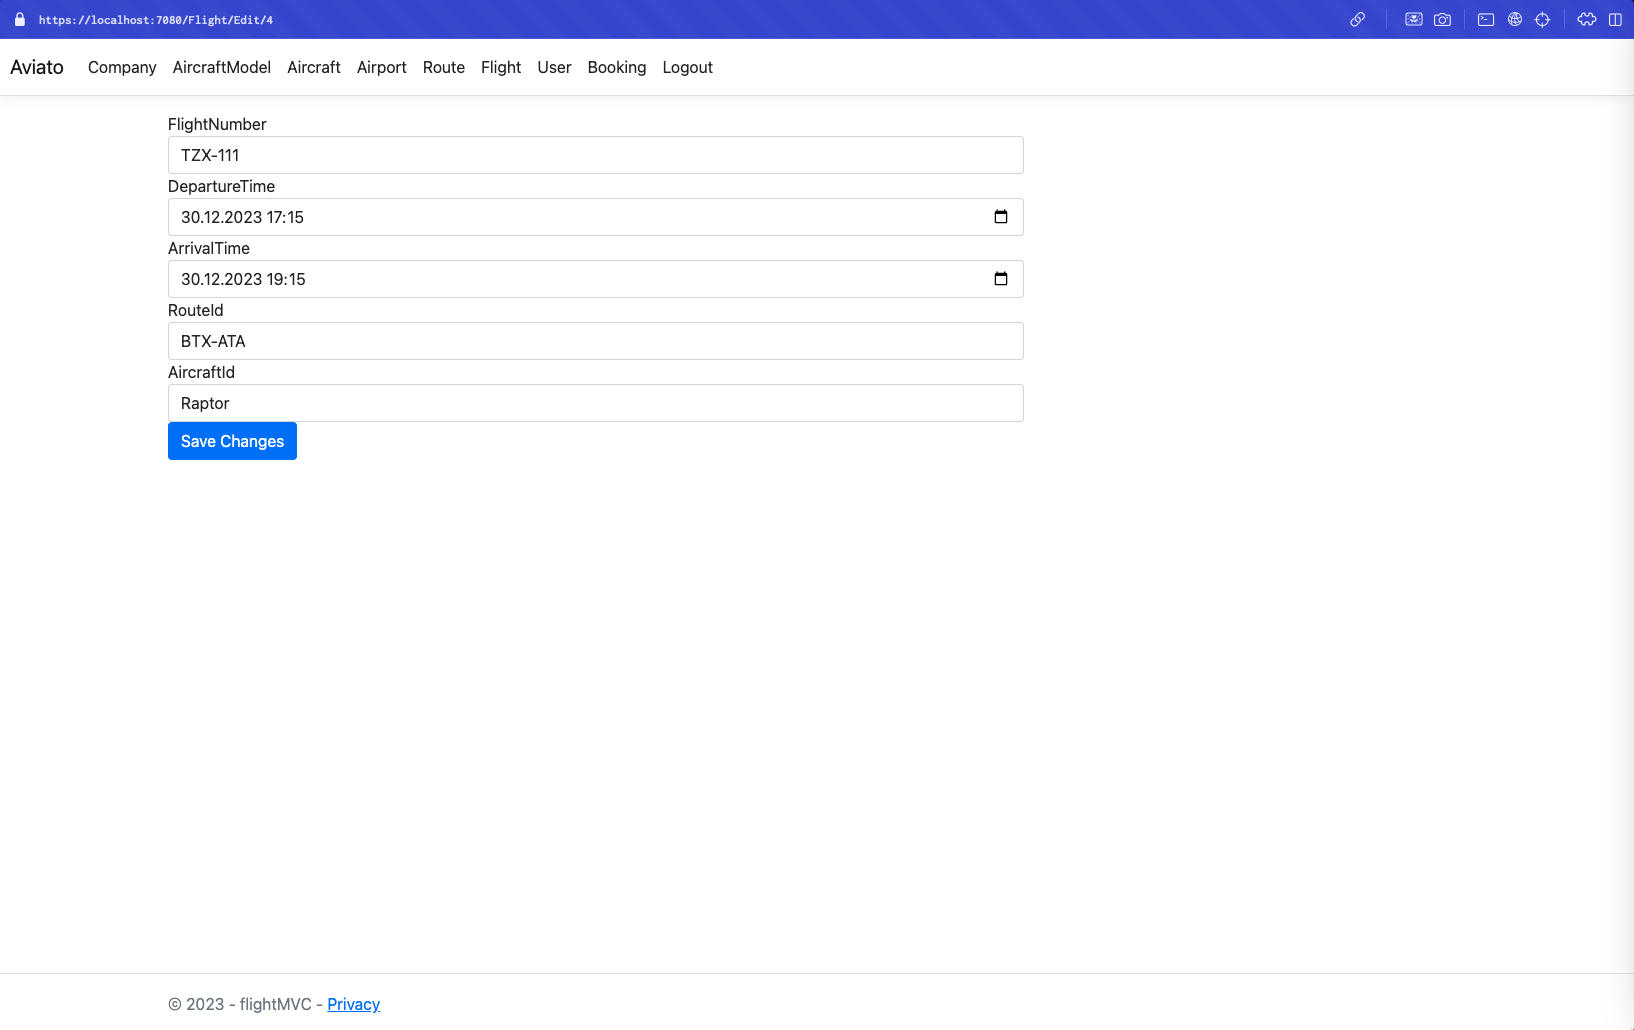 https://localhost:7080/Flight/Edit/4
Aviato Company AircraftModel Aircraft Airport Route Flight User Booking Logout
FlightNumber
TZX-111
DepartureTime
30.12.2023 17:15
ArrivalTime
30.12.2023 19:15
RouteId
BTX-ATA
AircraftId
Raptor
Save Changes
© 2023 - flightMVC - Privacy